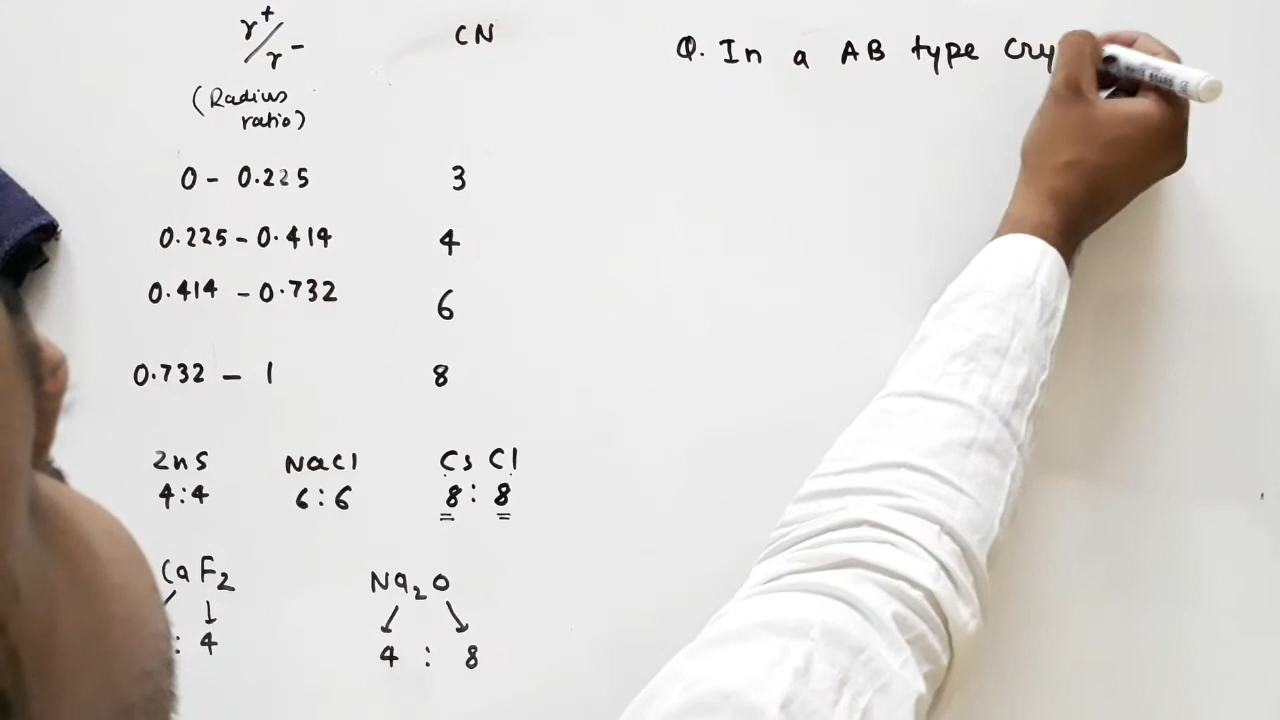 r+/r- CN
(Radius
ratio)
0 - 0.225 3
0.225 - 0.414 4
0.414 - 0.732 6
0.732 - 1 8
ZnS NaCl CsCl
4:4 6:6 8:8
CaF2 Na2O
: 4 4 : 8
Q. In a AB type cry